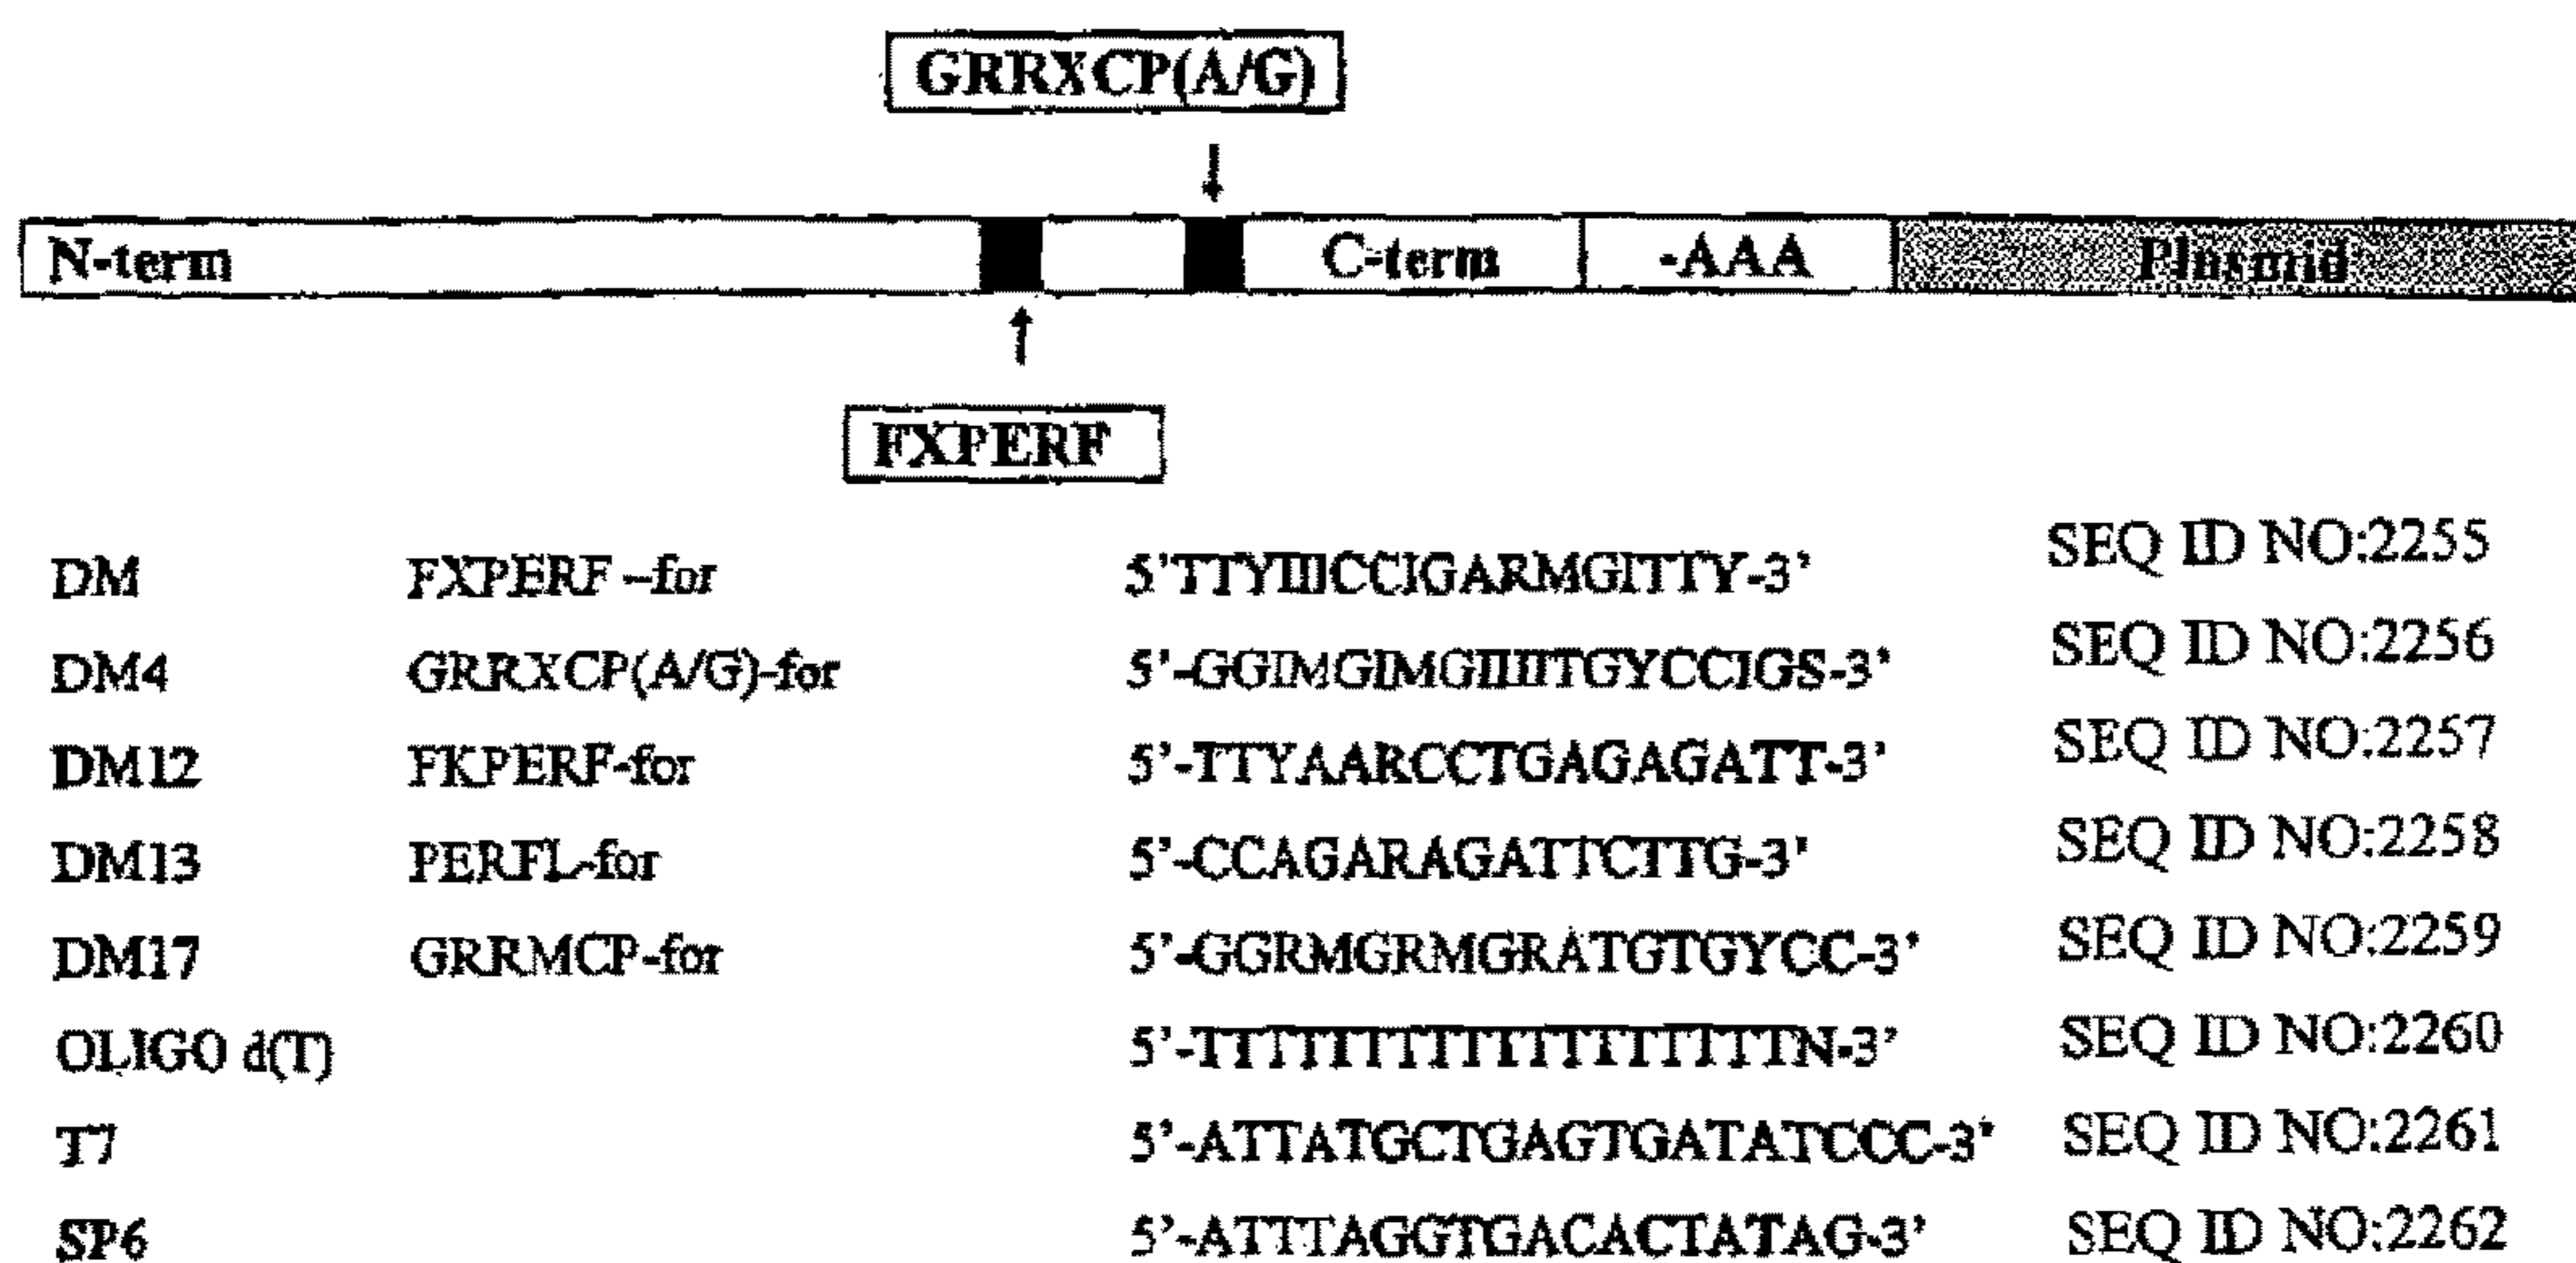 GRRXCP(A/G)
N-term C-term -AAA Plasmid
FXPERF
DM FXPERF –for 5'TTYIIICCIGARMGITTY-3' SEQ ID NO:2255
DM4 GRRXCP(A/G)-for 5'-GGIMGIMGIIIITGYCCIGS-3' SEQ ID NO:2256
DM12 FKPERF-for 5'-TTYAARCCTGAGAGATT-3' SEQ ID NO:2257
DM13 PERFL-for 5'-CCAGARAGATTCTTG-3' SEQ ID NO:2258
DM17 GRRMCP-for 5'-GGRMGRMGRATGTGYCC-3' SEQ ID NO:2259
OLIGO d(T) SEQ ID NO:2260
T7 5'-ATTATGCTGAGTGATATCCC-3' SEQ ID NO:2261
SP6 5'-ATTTAGGTGACACTATAG-3' SEQ ID NO:2262